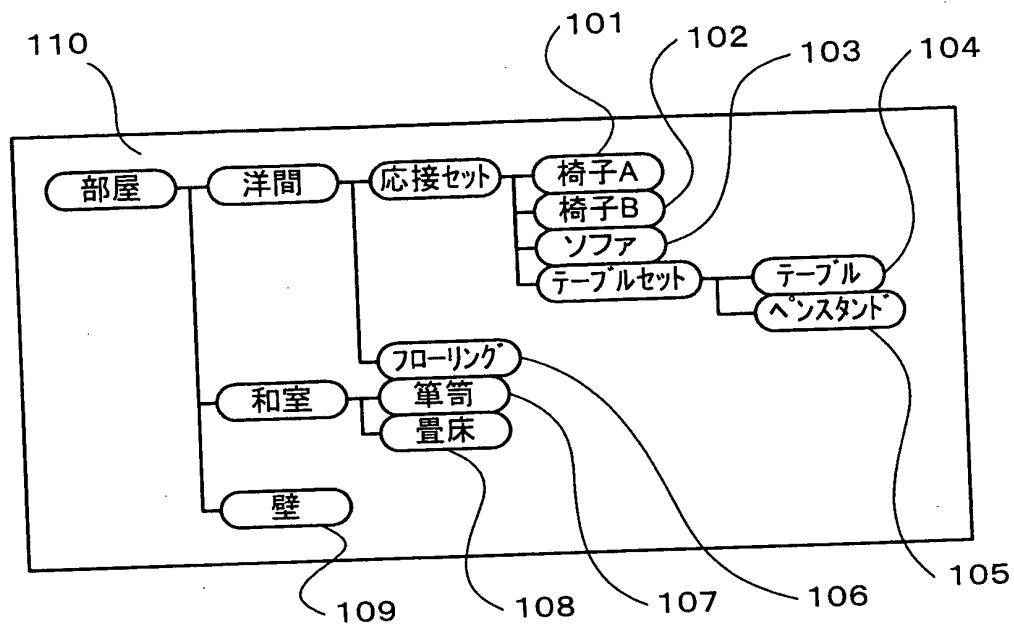 101
102
103
104
110
部屋
洋間
応接セット
椅子A
椅子B
ソファ
テーブルセット
テーブル
ペンスタンド
フローリング
和室
箪笥
畳床
壁
105
106
107
108
109